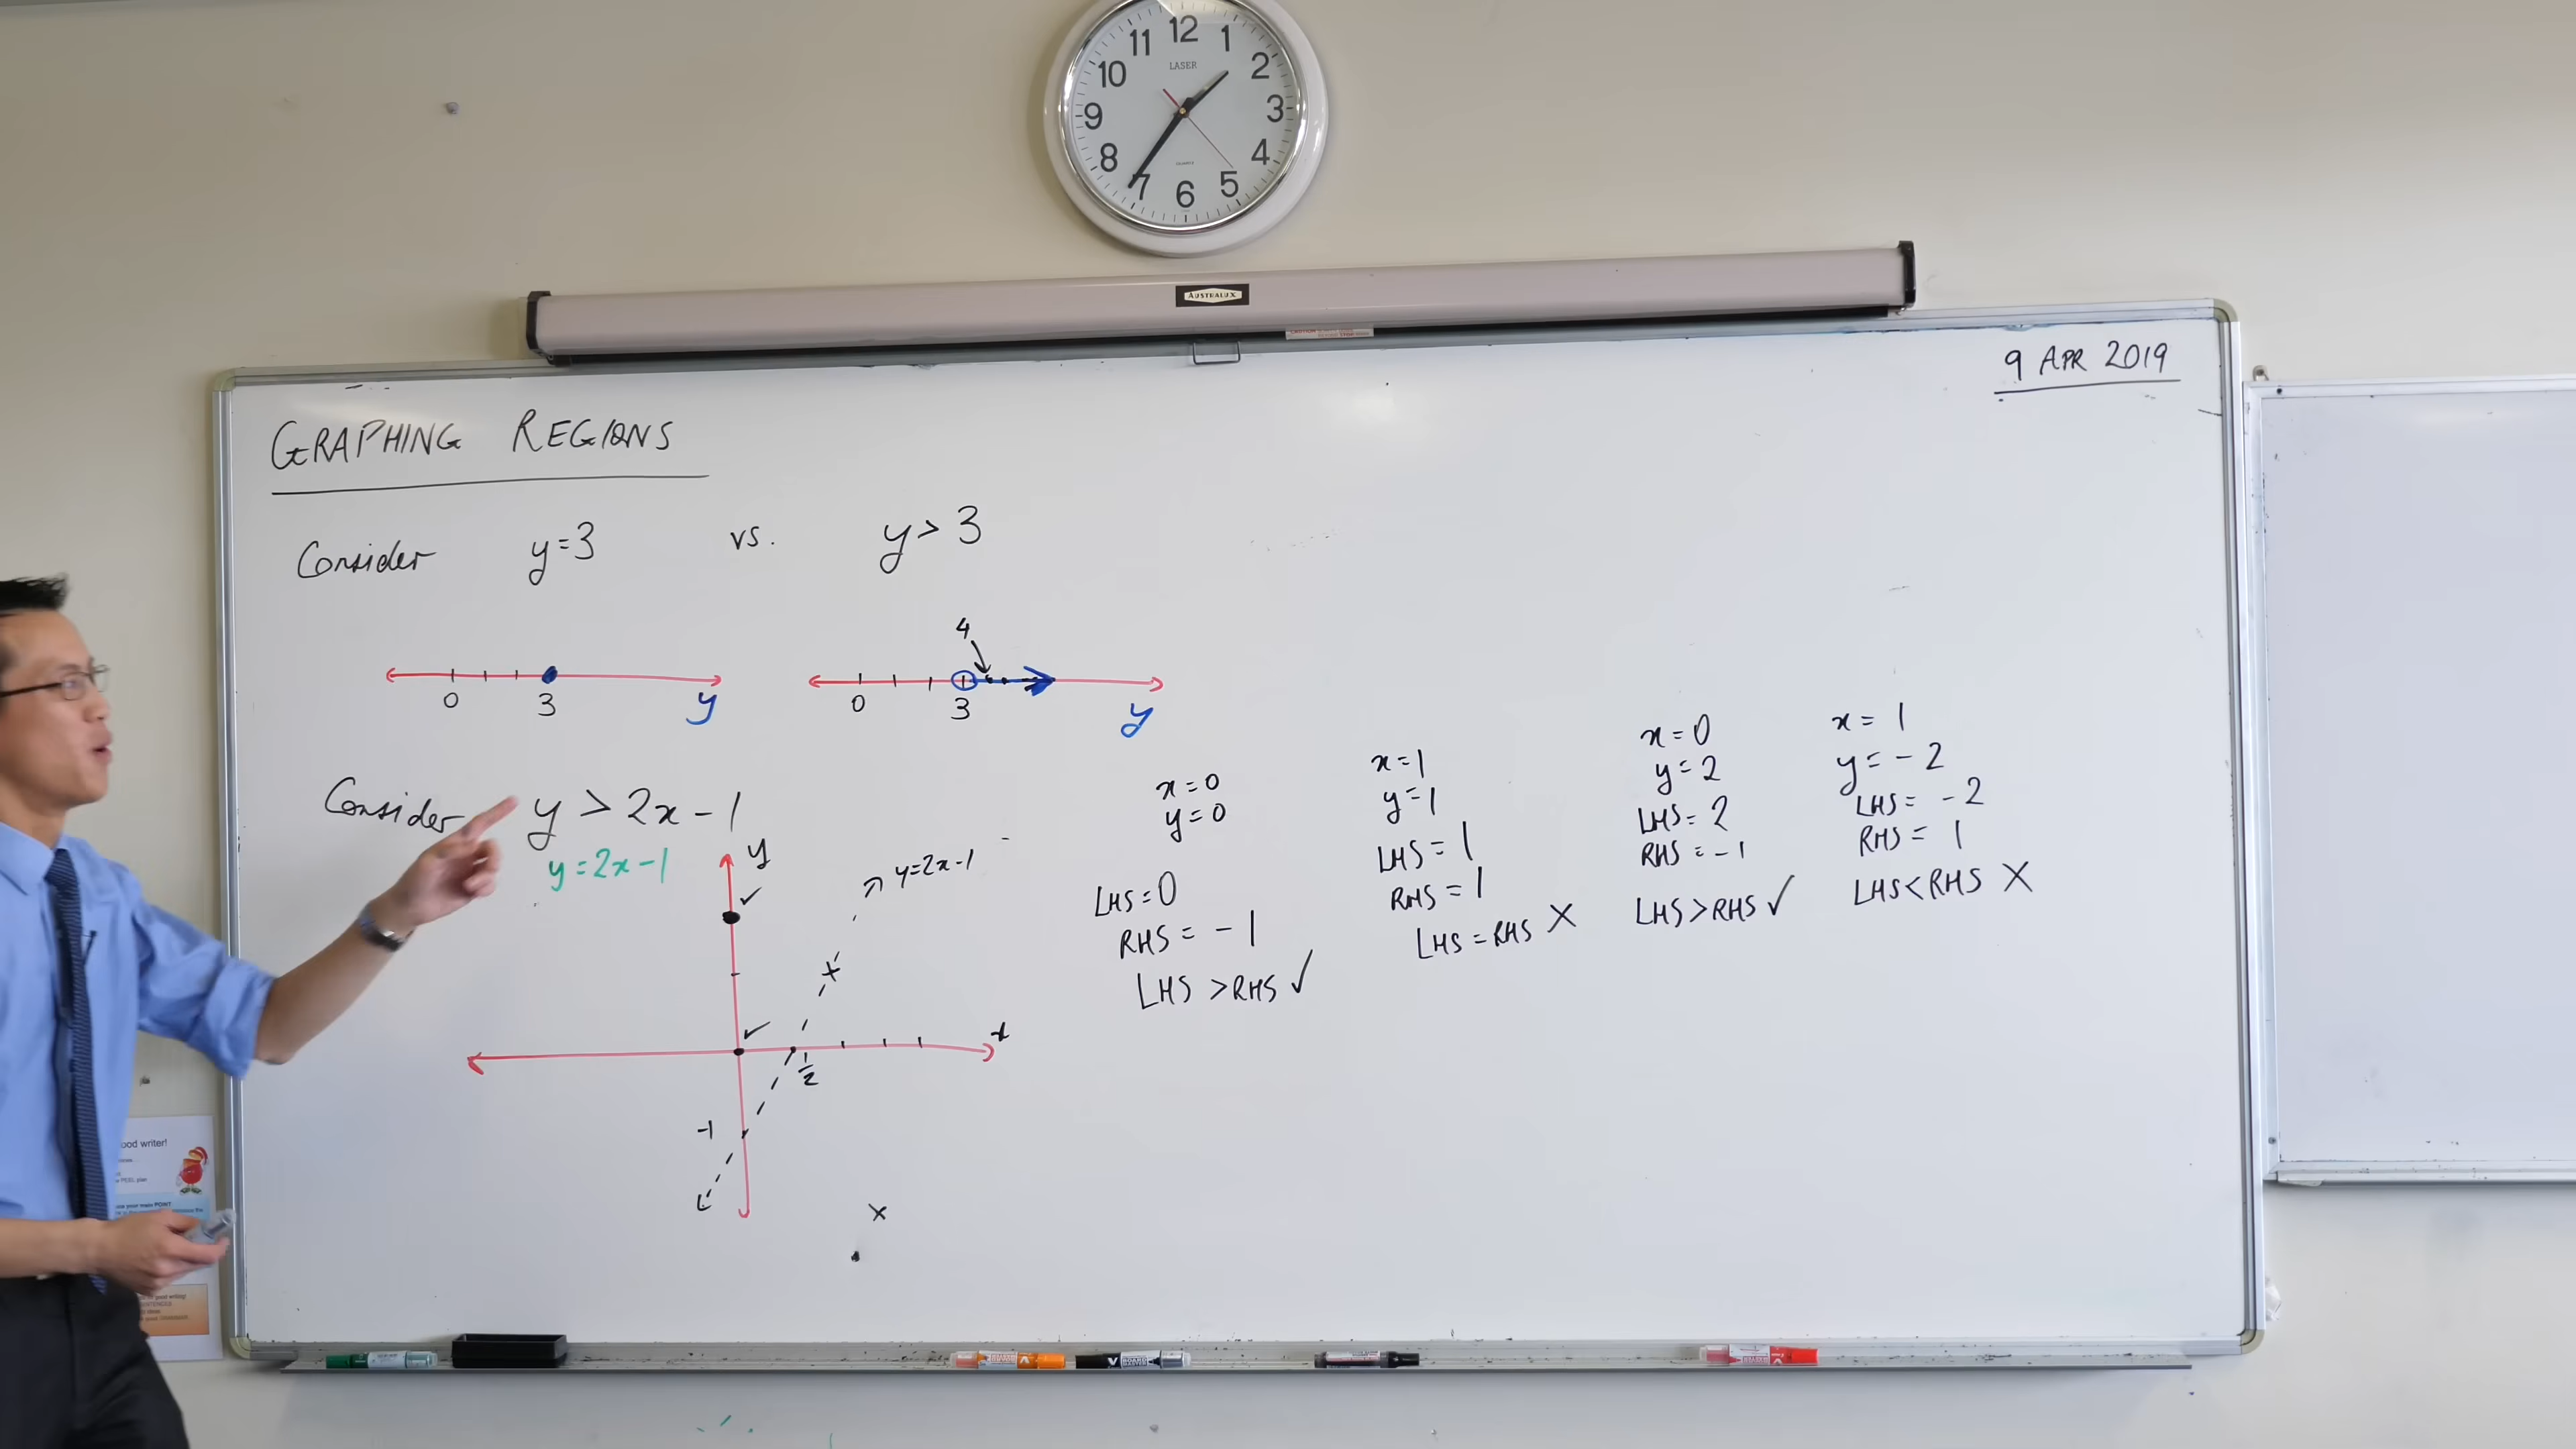 12
11 1
10 2
LASER
9 3
8 4
7 5
6
AUSTRALUX
9 APR 2019
GRAPHING REGIONS
Consider y=3 vs. y>3
4
0 3 y
0 3 y
Consider y > 2x - 1
y=2x-1
y
y=2x-1
x
1/2
-1
x=0
y=0
LHS=0
RHS = -1
LHS >RHS ✓
x=1
y=1
LHS = 1
RHS = 1
LHS = RHS X
x=0
y=2
LHS= 2
RHS = -1
LHS>RHS ✓
x= 1
y= -2
LHS= -2
RHS = 1
LHS<RHS X
ood writer!